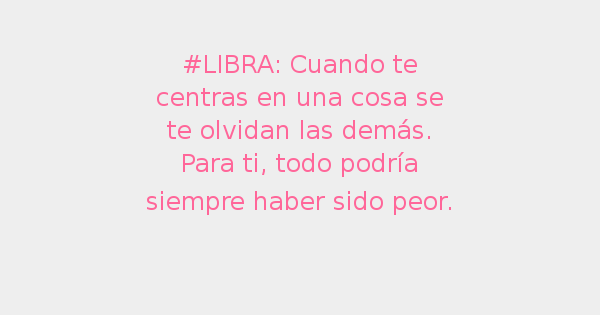 #LIBRA: Cuando te
centras en una cosa se
te olvidan las demás.
Para ti, todo podría
siempre haber sido peor.